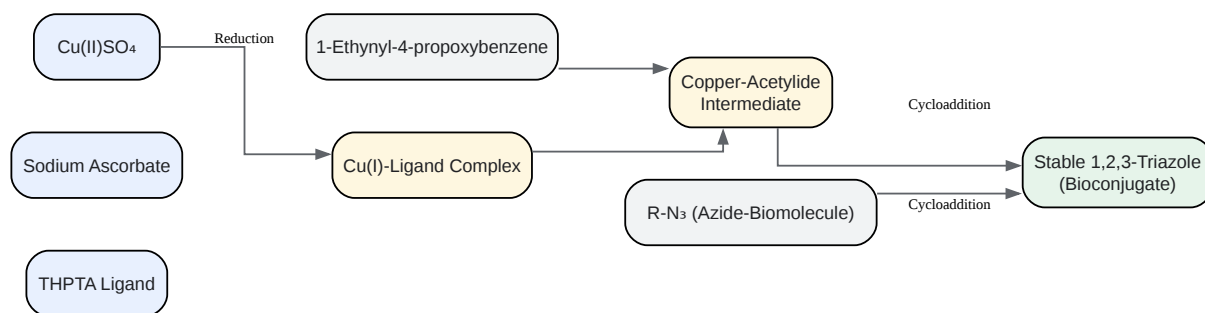 Cu(II)SO₄
Reduction
1-Ethynyl-4-propoxybenzene
Copper-Acetylide
Intermediate
Cycloaddition
Sodium Ascorbate
Cu(I)-Ligand Complex
Stable 1,2,3-Triazole
(Bioconjugate)
R-N₃ (Azide-Biomolecule)
Cycloaddition
THPTA Ligand